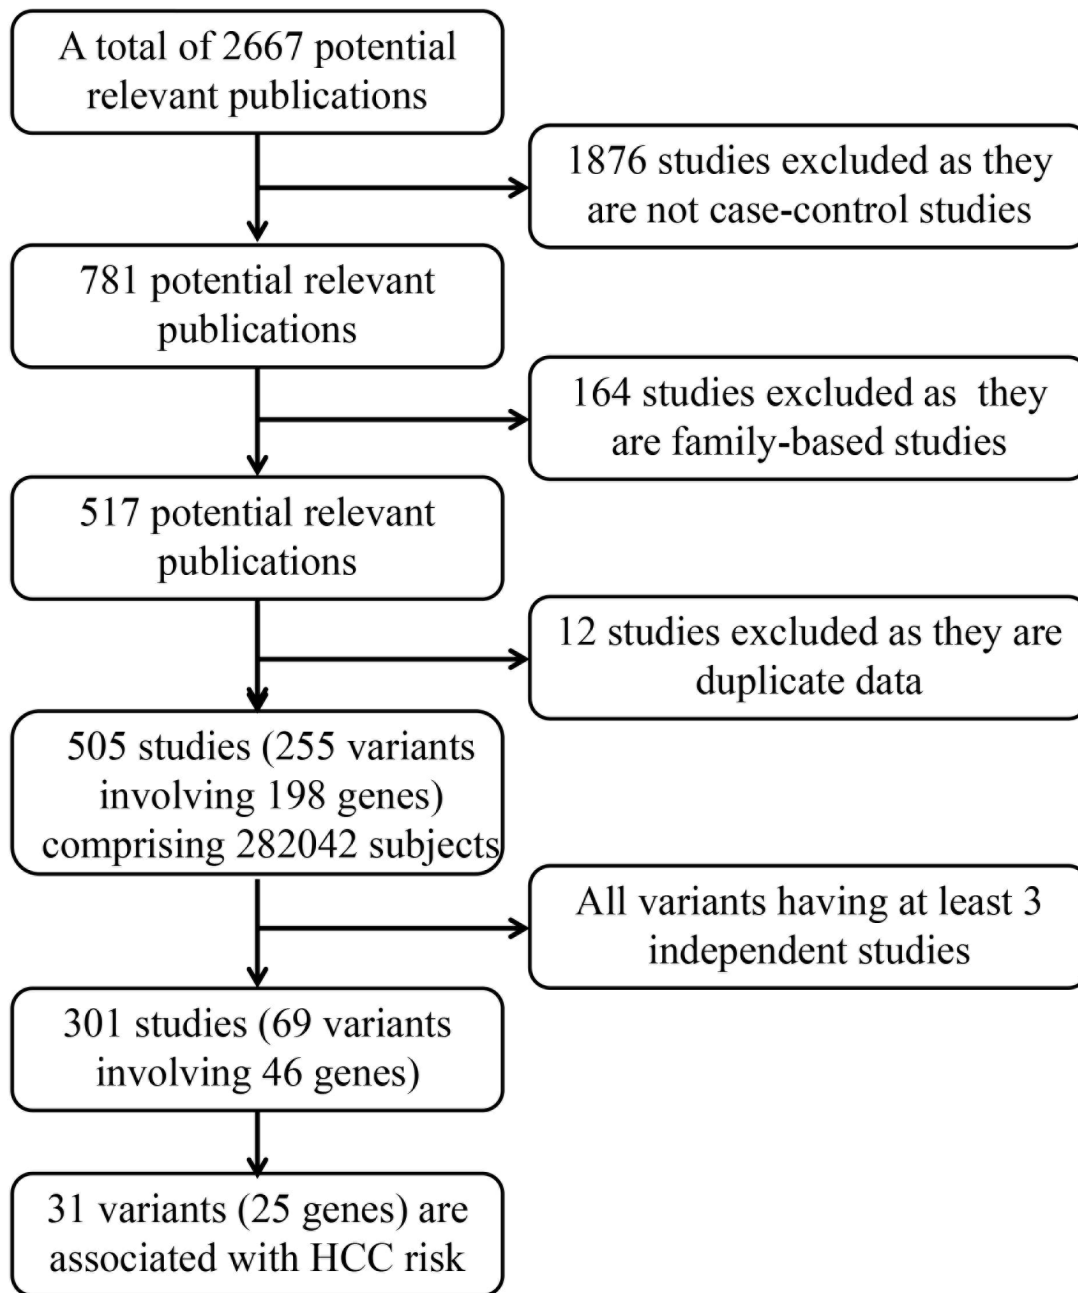 A total of 2667 potential
relevant publications
1876 studies excluded as they
are not case-control studies
781 potential relevant
publications
164 studies excluded as  they
are family-based studies
517 potential relevant
publications
12 studies excluded as they are
duplicate data
505 studies (255 variants
involving 198 genes)
comprising 282042 subjects
All variants having at least 3
independent studies
301 studies (69 variants
involving 46 genes)
31 variants (25 genes) are
associated with HCC risk